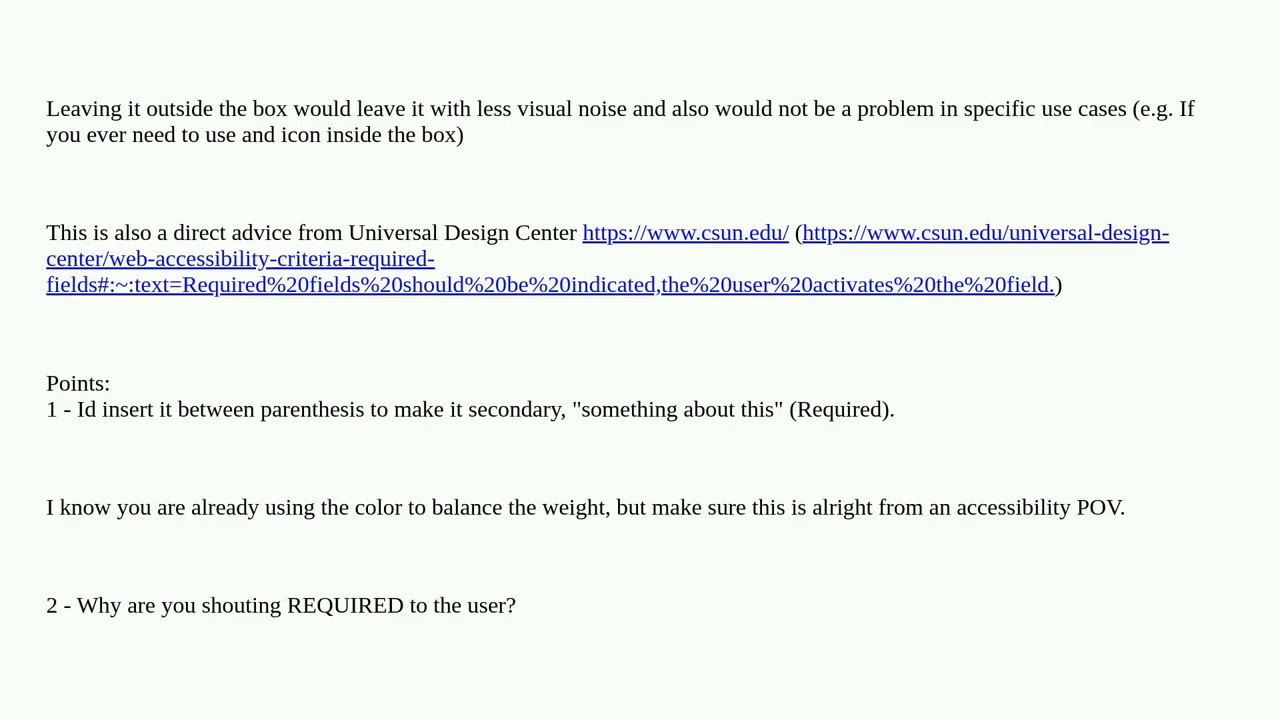 Leaving it outside the box would leave it with less visual noise and also would not be a problem in specific use cases (e.g. If
you ever need to use and icon inside the box)
This is also a direct advice from Universal Design Center https://www.csun.edu/ (https://www.csun.edu/universal-design-
center/web-accessibility-criteria-required-
fields#:~:text=Required%20fields%20should%20be%20indicated,the%20user%20activates%20the%20field.)
Points:
1 - Id insert it between parenthesis to make it secondary, "something about this" (Required).
I know you are already using the color to balance the weight, but make sure this is alright from an accessibility POV.
2 - Why are you shouting REQUIRED to the user?